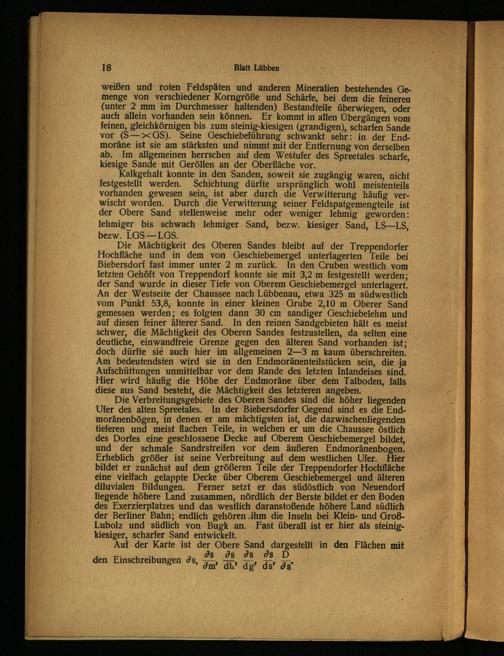 18
Blatt Lübben
weißen und roten Feldspäten und anderen Mineralien bestehendes Ge-
menge von verschiedener Korngröße und Schärfe, bei dem die feineren
(unter 2 mm im Durchmesser haltenden) Bestandteile überwiegen, oder
auch allein vorhanden sein können. Er kommt in allen Übergängen vom
feinen, gleichkörnigen bis zum steinig-kiesigen (grandigen), scharfen Sande
vor (S—×GS). Seine Geschiebeführung schwankt sehr: in der End-
moräne ist sie am stärksten und nimmt mit der Entfernung von derselben
ab. Im allgemeinen herrschen auf dem Westufer des Spreetales scharfe,
kiesige Sande mit Geröllen an der Oberfläche vor.
Kalkgehalt konnte in den Sanden, soweit sie zugängig waren, nicht
festgestellt werden. Schichtung dürfte ursprünglich wohl meistenteils
vorhanden gewesen sein, ist aber durch die Verwitterung häufig ver-
wischt worden. Durch die Verwitterung seiner Feldspatgemengteile ist
der Obere Sand stellenweise mehr oder weniger lehmig geworden:
lehmiger bis schwach lehmiger Sand, bezw. kiesiger Sand, L̄S—LS,
bezw. L̄GS—LGS.
Die Mächtigkeit des Oberen Sandes bleibt auf der Treppendorfer
Hochfläche und in dem von Geschiebemergel unterlagerten Teile bei
Biebersdorf fast immer unter 2 m zurück. In den Gruben westlich vom
letzten Gehöft von Treppendorf konnte sie mit 3,2 m festgestellt werden;
der Sand wurde in dieser Tiefe von Oberem Geschiebemergel unterlagert.
An der Westseite der Chaussee nach Lübbenau, etwa 325 m südwestlich
vom Punkt 53,8, konnte in einer kleinen Grube 2,10 m Oberer Sand
gemessen werden; es folgten dann 30 cm sandiger Geschiebelehm und
auf diesen feiner älterer Sand. In den reinen Sandgebieten hält es meist
schwer, die Mächtigkeit des Oberen Sandes festzustellen, da selten eine
deutliche, einwandfreie Grenze gegen den älteren Sand vorhanden ist;
doch dürfte sie auch hier im allgemeinen 2—3 m kaum überschreiten.
Am bedeutendsten wird sie in den Endmoränenteilstücken sein, die ja
Aufschüttungen unmittelbar vor dem Rande des letzten Inlandeises sind.
Hier wird häufig die Höhe der Endmoräne über dem Talboden, falls
diese aus Sand besteht, die Mächtigkeit des letzteren angeben.
Die Verbreitungsgebiete des Oberen Sandes sind die höher liegenden
Ufer des alten Spreetales. In der Biebersdorfer Gegend sind es die End-
moränenbögen, in denen er am mächtigsten ist, die dazwischenliegenden
tieferen und meist flachen Teile, in welchen er um die Chaussee östlich
des Dorfes eine geschlossene Decke auf Oberem Geschiebemergel bildet,
und der schmale Sandstreifen vor dem äußeren Endmoränenbogen.
Erheblich größer ist seine Verbreitung auf dem westlichen Ufer. Hier
bildet er zunächst auf dem größeren Teile der Treppendorfer Hochfläche
eine vielfach gelappte Decke über Oberem Geschiebemergel und älteren
diluvialen Bildungen. Ferner setzt er das südöstlich von Neuendorf
liegende höhere Land zusammen, nördlich der Berste bildet er den Boden
des Exerzierplatzes und das westlich daranstoßende höhere Land südlich
der Berliner Bahn; endlich gehören ihm die Inseln bei Klein- und Groß-
Lubolz und südlich von Bugk an. Fast überall ist er hier als steinig-
kiesiger, scharfer Sand entwickelt.
Auf der Karte ist der Obere Sand dargestellt in den Flächen mit
den Einschreibungen ∂s, ∂s/∂m, ∂s/dh, ∂s/dg, ∂s/ds, D/∂s.